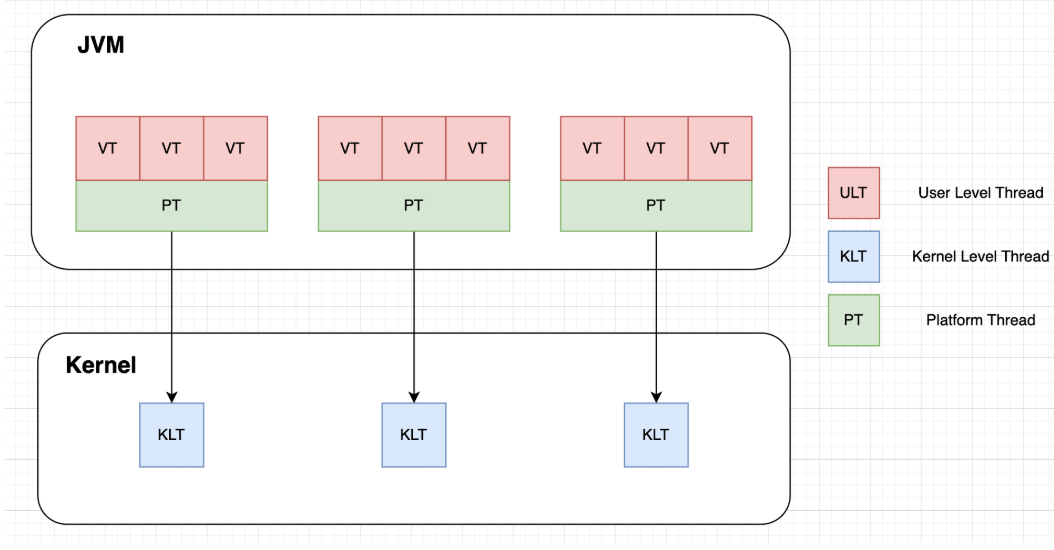 JVM
VT VT VT VT VT VT VT VT VT
PT PT PT
ULT User Level Thread
KLT Kernel Level Thread
PT Platform Thread
Kernel
KLT KLT KLT